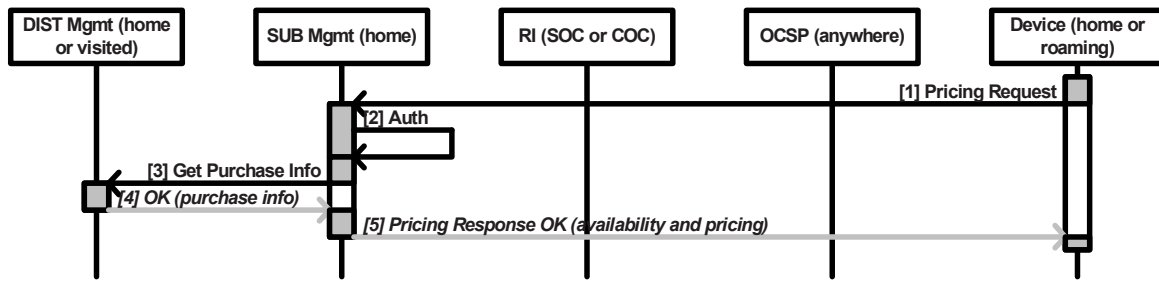 DIST Mgmt (home
or visited)
SUB Mgmt (home)
RI (SOC or COC)
OCSP (anywhere)
Device (home or
roaming)
[1] Pricing Request
[2] Auth
[3] Get Purchase Info
[4] OK (purchase info)
[5] Pricing Response OK (availability and pricing)